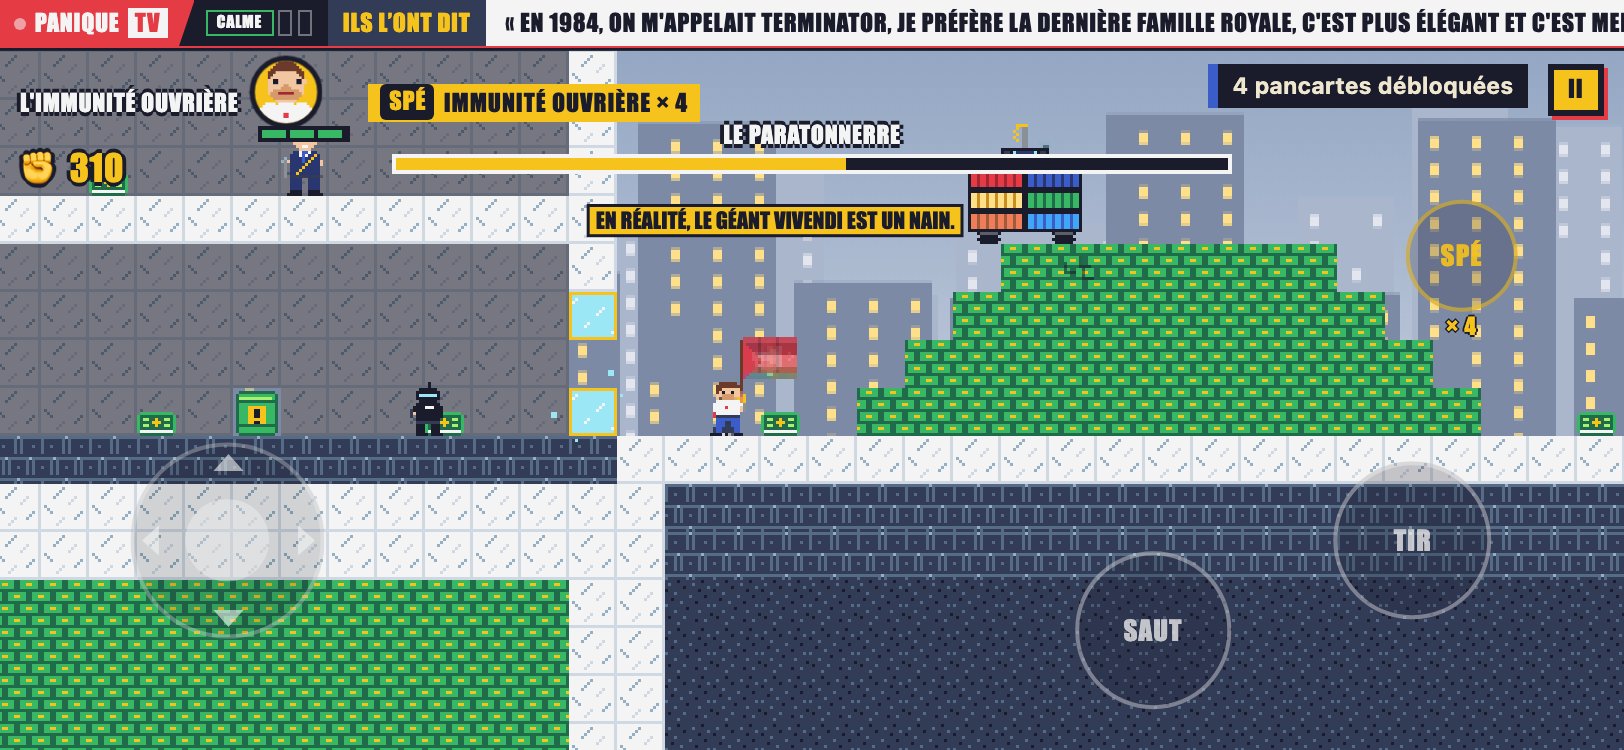 PANIQUE TV
CALME
ILS L'ONT DIT
« EN 1984, ON M'APPELAIT TERMINATOR, JE PRÉFÈRE LA DERNIÈRE FAMILLE ROYALE, C'EST PLUS ÉLÉGANT ET C'EST
L'IMMUNITÉ OUVRIÈRE
SPÉ IMMUNITÉ OUVRIÈRE × 4
4 pancartes débloquées
LE PARATONNERRE
310
EN RÉALITÉ, LE GÉANT VIVENDI EST UN NAIN.
SPÉ
× 4
TIR
SAUT